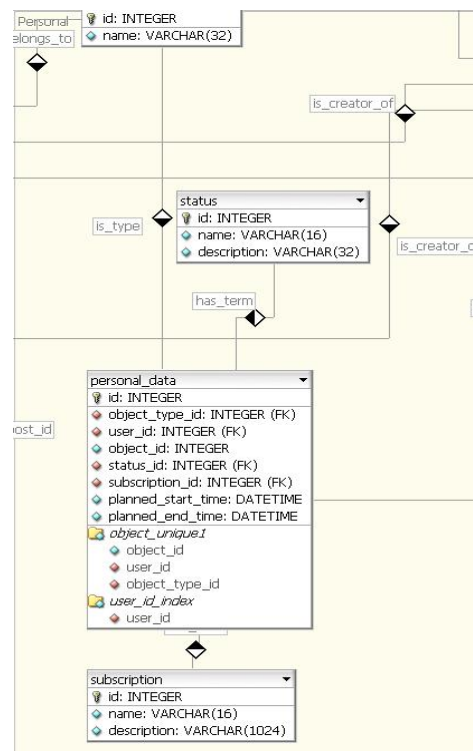 Personal
id: INTEGER
name: VARCHAR(32)
elongs_to
is_creator_of
status
id: INTEGER
name: VARCHAR(16)
description: VARCHAR(32)
is_type
is_creator_o
has_term
personal_data
id: INTEGER
object_type_id: INTEGER (FK)
user_id: INTEGER (FK)
object_id: INTEGER
status_id: INTEGER (FK)
subscription_id: INTEGER (FK)
planned_start_time: DATETIME
planned_end_time: DATETIME
object_unique1
object_id
user_id
object_type_id
user_id_index
user_id
ost_id
subscription
id: INTEGER
name: VARCHAR(16)
description: VARCHAR(1024)